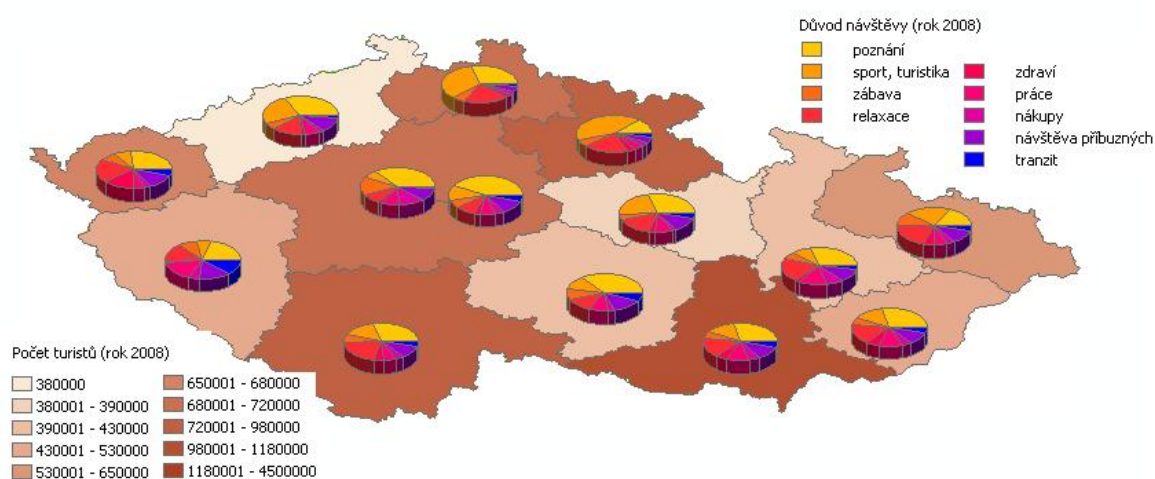 Důvod návštěvy (rok 2008)
poznání
sport, turistika
zábava
relaxace
zdraví
práce
nákupy
návštěva příbuzných
tranzit
Počet turistů (rok 2008)
380000
380001 - 390000
390001 - 430000
430001 - 530000
530001 - 650000
650001 - 680000
680001 - 720000
720001 - 980000
980001 - 1180000
1180001 - 4500000